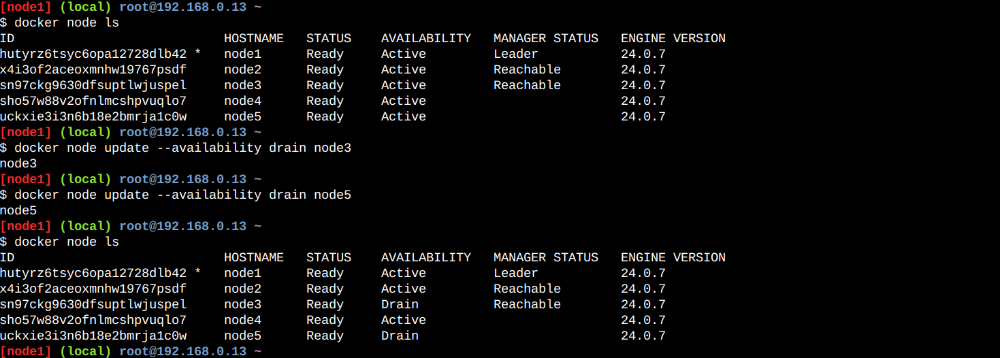 [node1] (local) root@192.168.0.13 ~
$ docker node ls
ID                            HOSTNAME   STATUS    AVAILABILITY   MANAGER STATUS   ENGINE VERSION
hutyrz6tsyc6opa12728dlb42 *   node1      Ready     Active         Leader           24.0.7
x4i3of2aceoxmnhw19767psdf     node2      Ready     Active         Reachable        24.0.7
sn97ckg9630dfsuptlwjuspel     node3      Ready     Active         Reachable        24.0.7
sho57w88v2ofnlmcshpvuqlo7     node4      Ready     Active                          24.0.7
uckxie3i3n6b18e2bmrja1c0w     node5      Ready     Active                          24.0.7
[node1] (local) root@192.168.0.13 ~
$ docker node update --availability drain node3
node3
[node1] (local) root@192.168.0.13 ~
$ docker node update --availability drain node5
node5
[node1] (local) root@192.168.0.13 ~
$ docker node ls
ID                            HOSTNAME   STATUS    AVAILABILITY   MANAGER STATUS   ENGINE VERSION
hutyrz6tsyc6opa12728dlb42 *   node1      Ready     Active         Leader           24.0.7
x4i3of2aceoxmnhw19767psdf     node2      Ready     Active         Reachable        24.0.7
sn97ckg9630dfsuptlwjuspel     node3      Ready     Drain          Reachable        24.0.7
sho57w88v2ofnlmcshpvuqlo7     node4      Ready     Active                          24.0.7
uckxie3i3n6b18e2bmrja1c0w     node5      Ready     Drain                           24.0.7
[node1] (local) root@192.168.0.13 ~